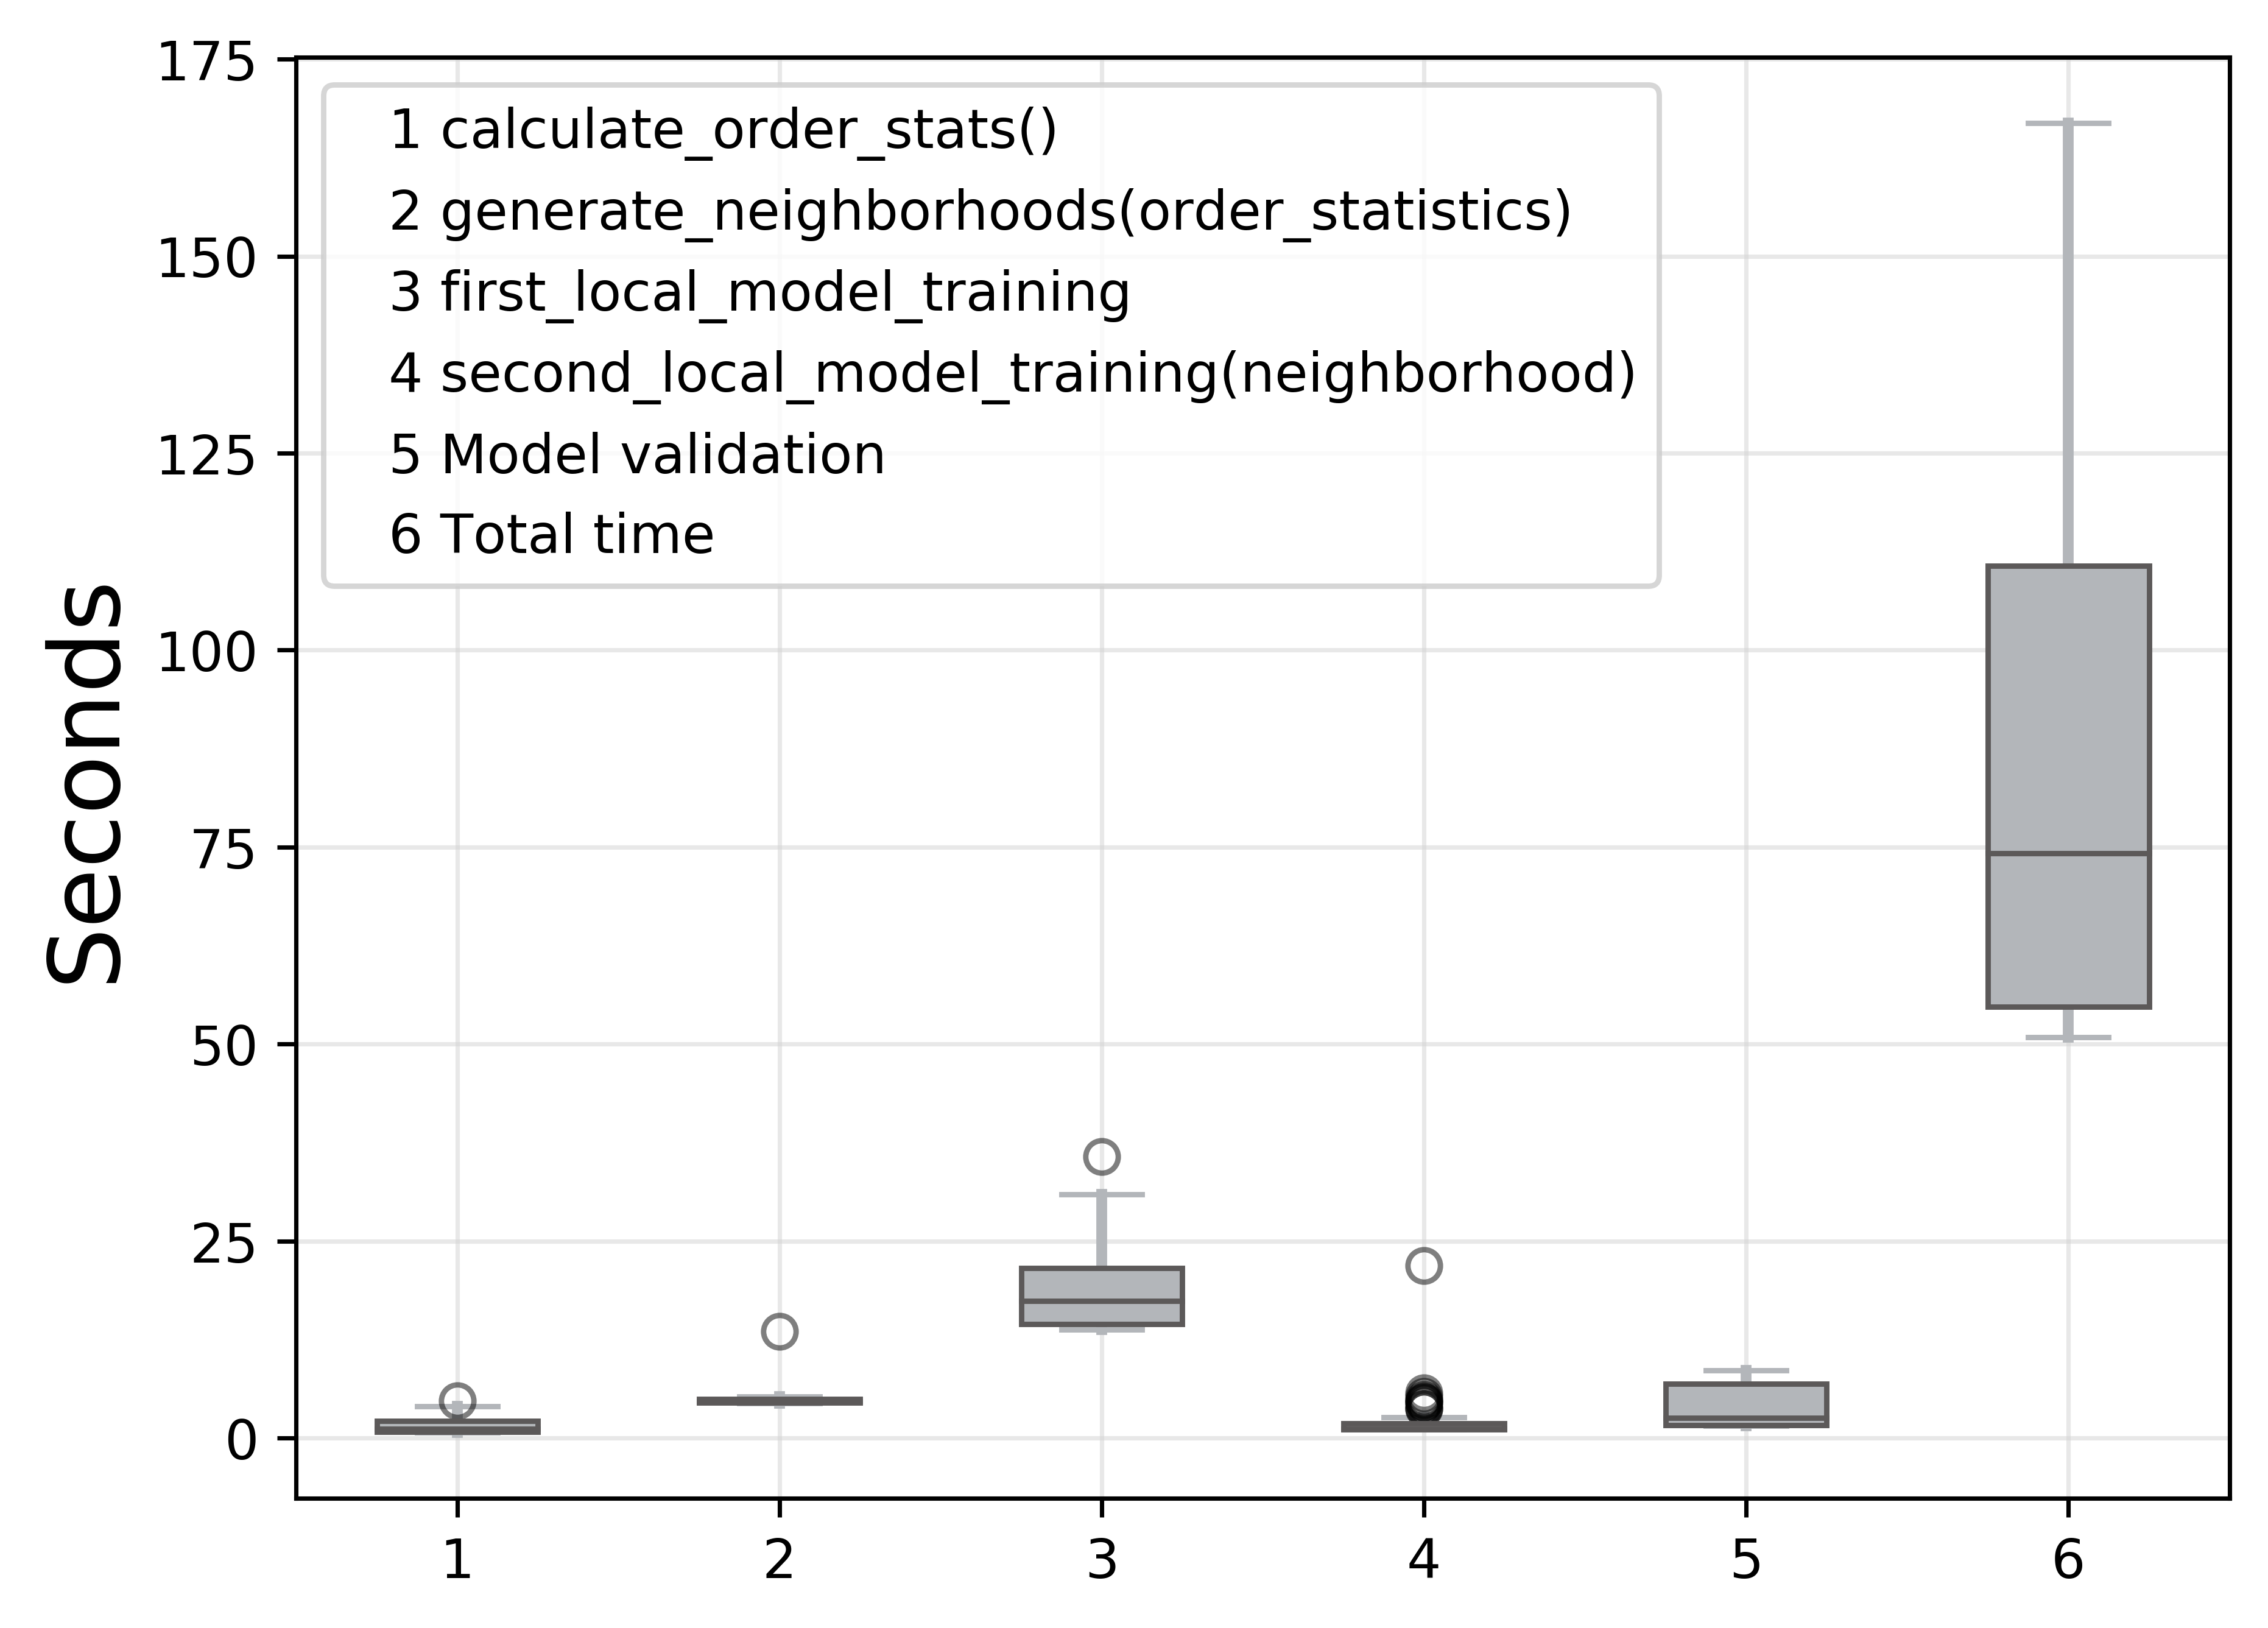 175
150
125
100
75
50
25
0
Seconds
1 calculate_order_stats()
2 generate_neighborhoods(order_statistics)
3 first_local_model_training
4 second_local_model_training(neighborhood)
5 Model validation
6 Total time
1 2 3 4 5 6